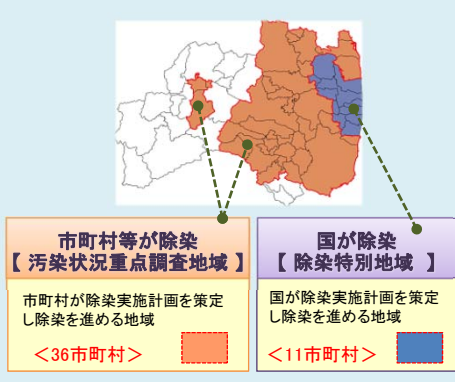 市町村等が除染
【 汚染状況重点調査地域 】
市町村が除染実施計画を策定
し除染を進める地域
＜36市町村＞
国が除染
【 除染特別地域 】
国が除染実施計画を策定
し除染を進める地域
＜11市町村＞